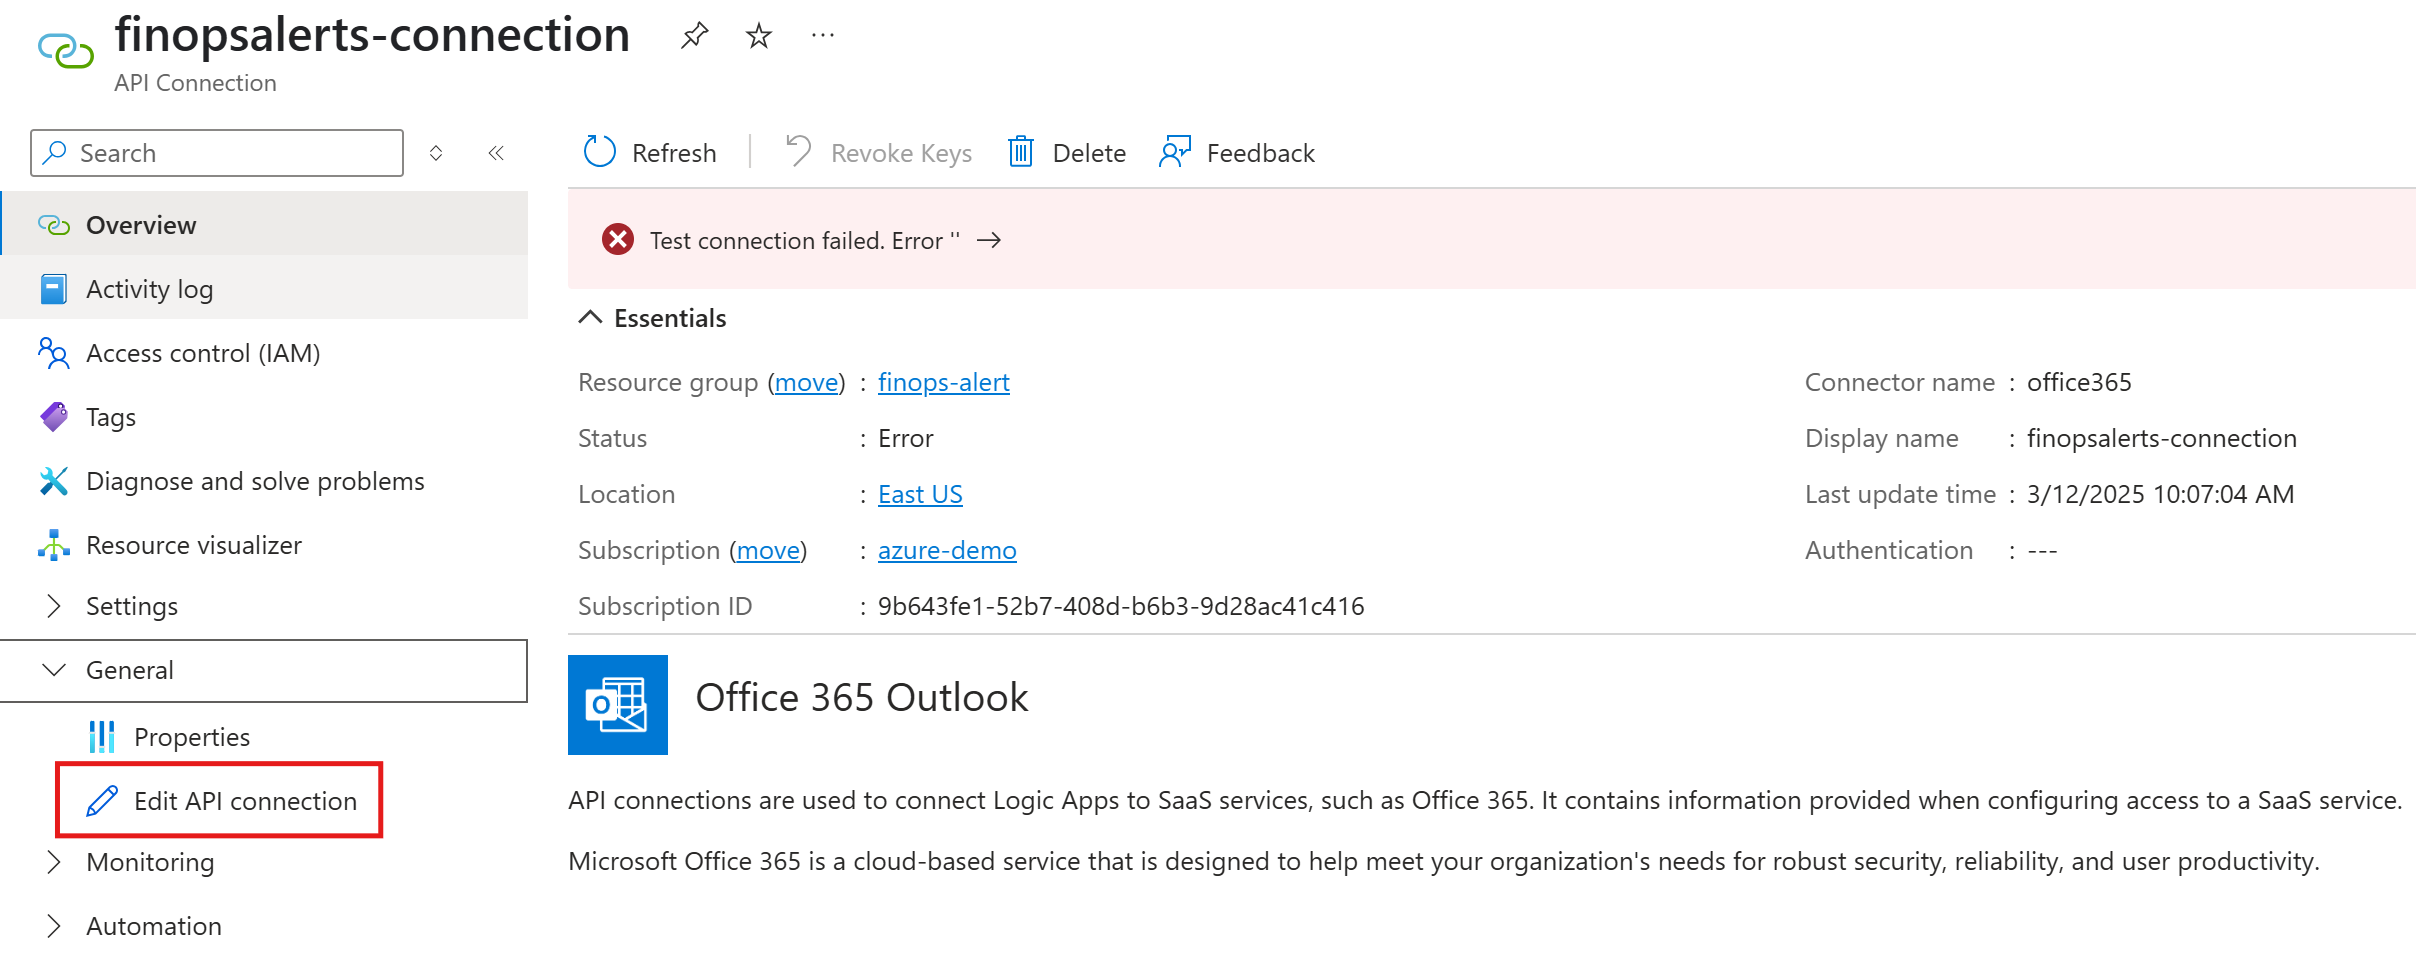 finopsalerts-connection
API Connection
Search
Refresh
Revoke Keys
Delete
Feedback
Overview
Activity log
Access control (IAM)
Tags
Diagnose and solve problems
Resource visualizer
Settings
General
Properties
Edit API connection
Monitoring
Automation
Test connection failed. Error '' →
Essentials
Resource group (move) : finops-alert
Status : Error
Location : East US
Subscription (move) : azure-demo
Subscription ID : 9b643fe1-52b7-408d-b6b3-9d28ac41c416
Connector name : office365
Display name : finopsalerts-connection
Last update time : 3/12/2025 10:07:04 AM
Authentication : ---
Office 365 Outlook
API connections are used to connect Logic Apps to SaaS services, such as Office 365. It contains information provided when configuring access to a SaaS service.
Microsoft Office 365 is a cloud-based service that is designed to help meet your organization's needs for robust security, reliability, and user productivity.